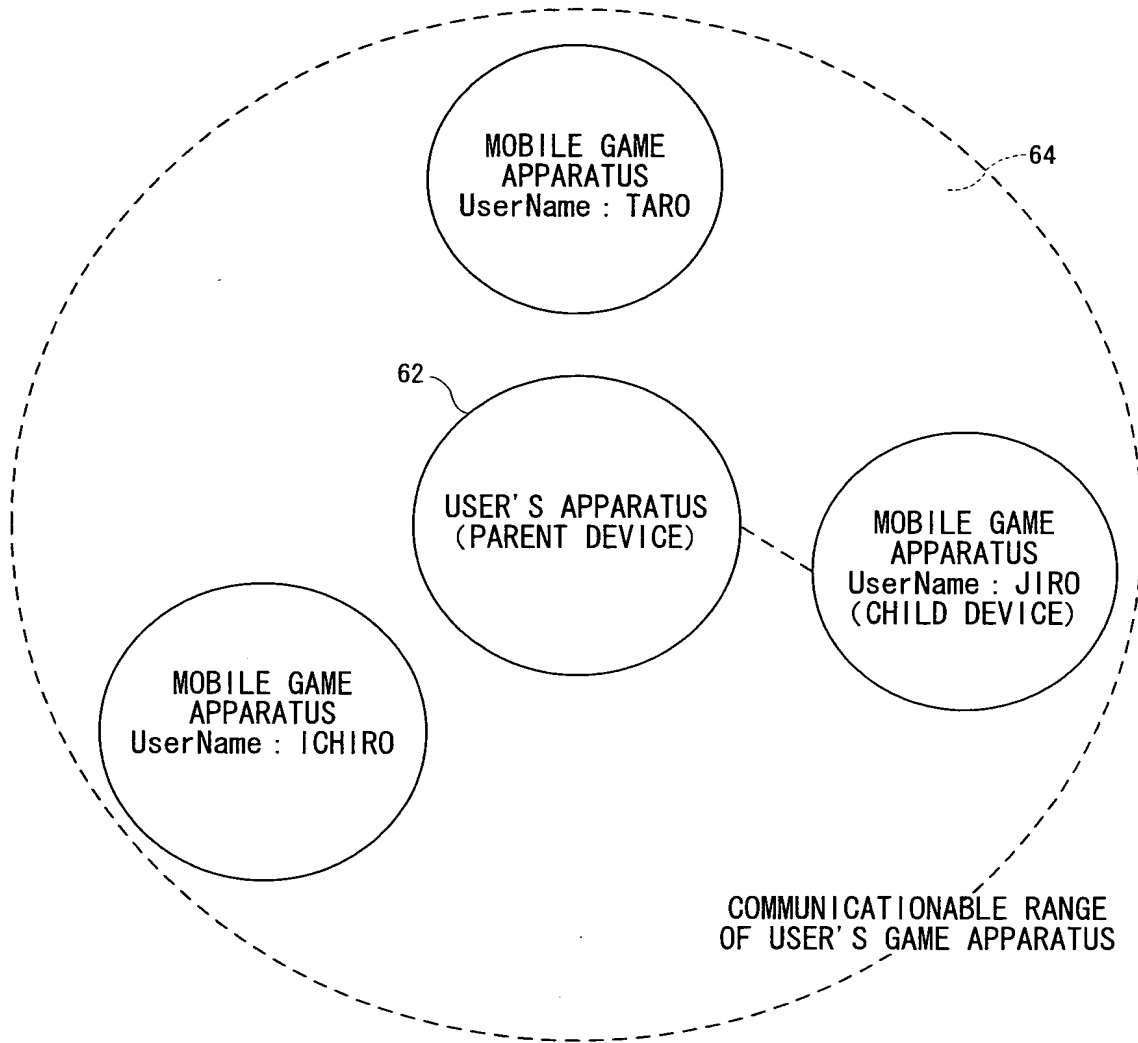 MOBILE GAME
APPARATUS
UserName : TARO
64
62
USER'S APPARATUS
(PARENT DEVICE)
MOBILE GAME
APPARATUS
UserName : JIRO
(CHILD DEVICE)
MOBILE GAME
APPARATUS
UserName : ICHIRO
COMMUNICATIONABLE RANGE
OF USER'S GAME APPARATUS